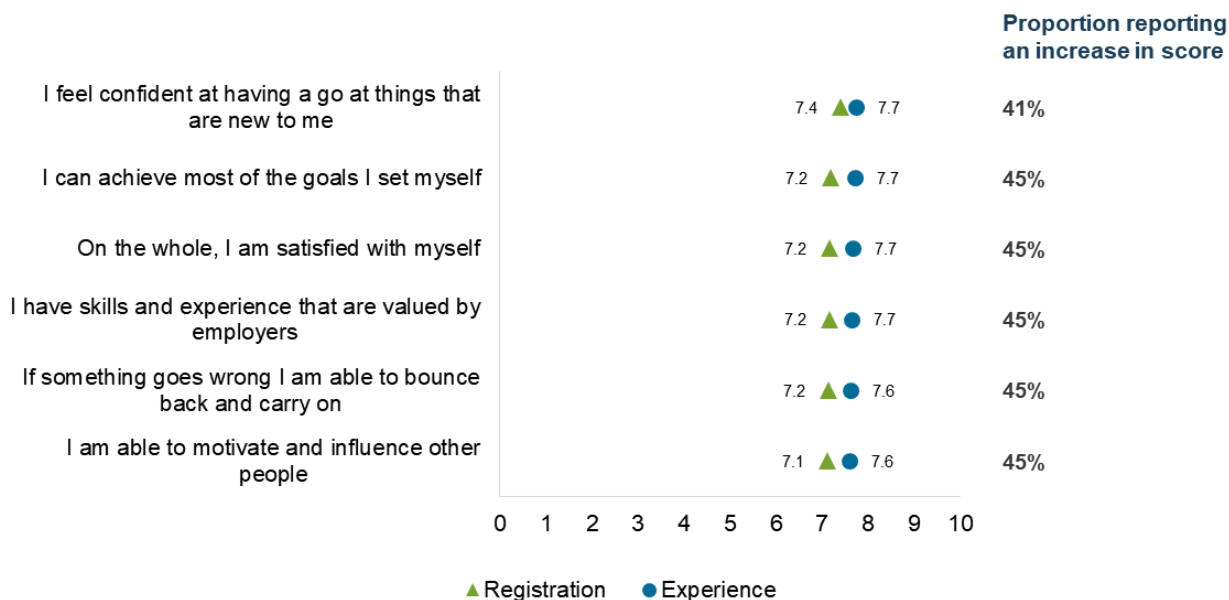 Proportion reporting
an increase in score
I feel confident at having a go at things that
are new to me
7.4 7.7 41%
I can achieve most of the goals I set myself
7.2 7.7 45%
On the whole, I am satisfied with myself
7.2 7.7 45%
I have skills and experience that are valued by
employers
7.2 7.7 45%
If something goes wrong I am able to bounce
back and carry on
7.2 7.6 45%
I am able to motivate and influence other
people
7.1 7.6 45%
0 1 2 3 4 5 6 7 8 9 10
Registration Experience